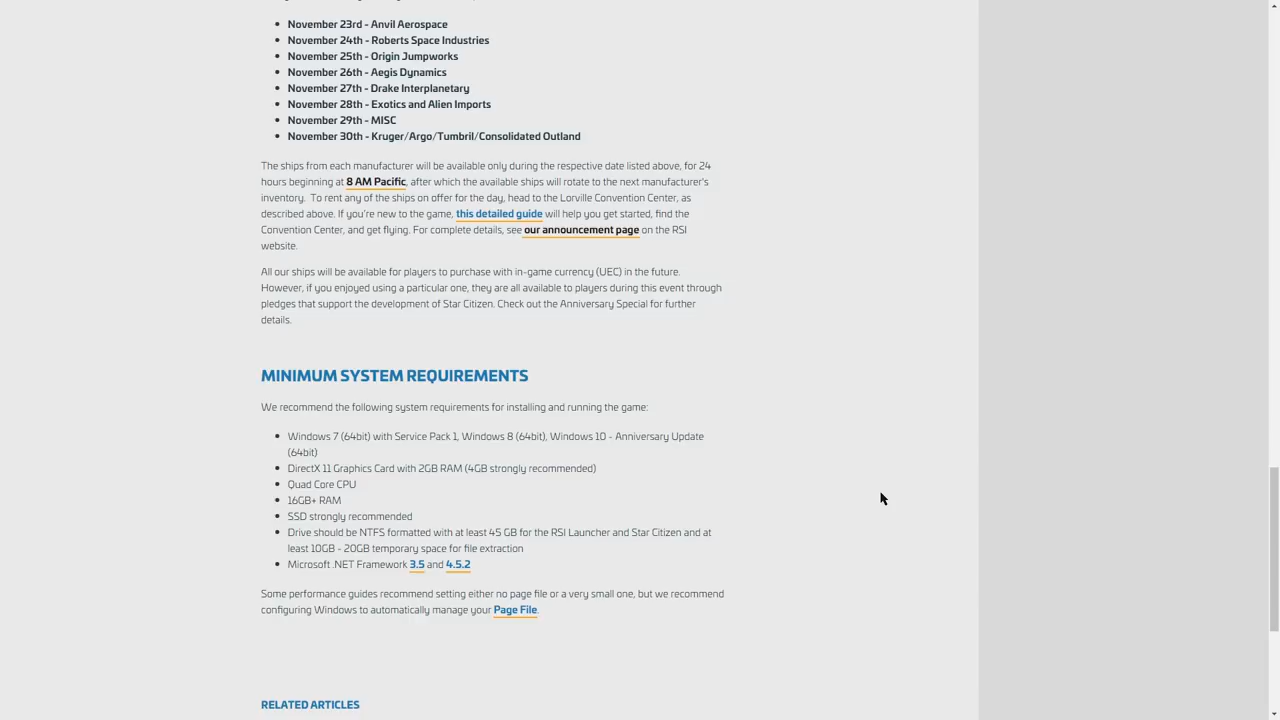 November 23rd - Anvil Aerospace
November 24th - Roberts Space Industries
November 25th - Origin Jumpworks
November 26th - Aegis Dynamics
November 27th - Drake Interplanetary
November 28th - Exotics and Alien Imports
November 29th - MISC
November 30th - Kruger/Argo/Tumbril/Consolidated Outland
The ships from each manufacturer will be available only during the respective date listed above, for 24
hours beginning at 8 AM Pacific, after which the available ships will rotate to the next manufacturer's
inventory.  To rent any of the ships on offer for the day, head to the Lorville Convention Center, as
described above. If you're new to the game, this detailed guide will help you get started, find the
Convention Center, and get flying. For complete details, see our announcement page on the RSI
website.
All our ships will be available for players to purchase with in-game currency (UEC) in the future.
However, if you enjoyed using a particular one, they are all available to players during this event through
pledges that support the development of Star Citizen. Check out the Anniversary Special for further
details.
MINIMUM SYSTEM REQUIREMENTS
We recommend the following system requirements for installing and running the game:
Windows 7 (64bit) with Service Pack 1, Windows 8 (64bit), Windows 10 - Anniversary Update
(64bit)
DirectX 11 Graphics Card with 2GB RAM (4GB strongly recommended)
Quad Core CPU
16GB+ RAM
SSD strongly recommended
Drive should be NTFS formatted with at least 45 GB for the RSI Launcher and Star Citizen and at
least 10GB - 20GB temporary space for file extraction
Microsoft .NET Framework 3.5 and 4.5.2
Some performance guides recommend setting either no page file or a very small one, but we recommend
configuring Windows to automatically manage your Page File.
RELATED ARTICLES